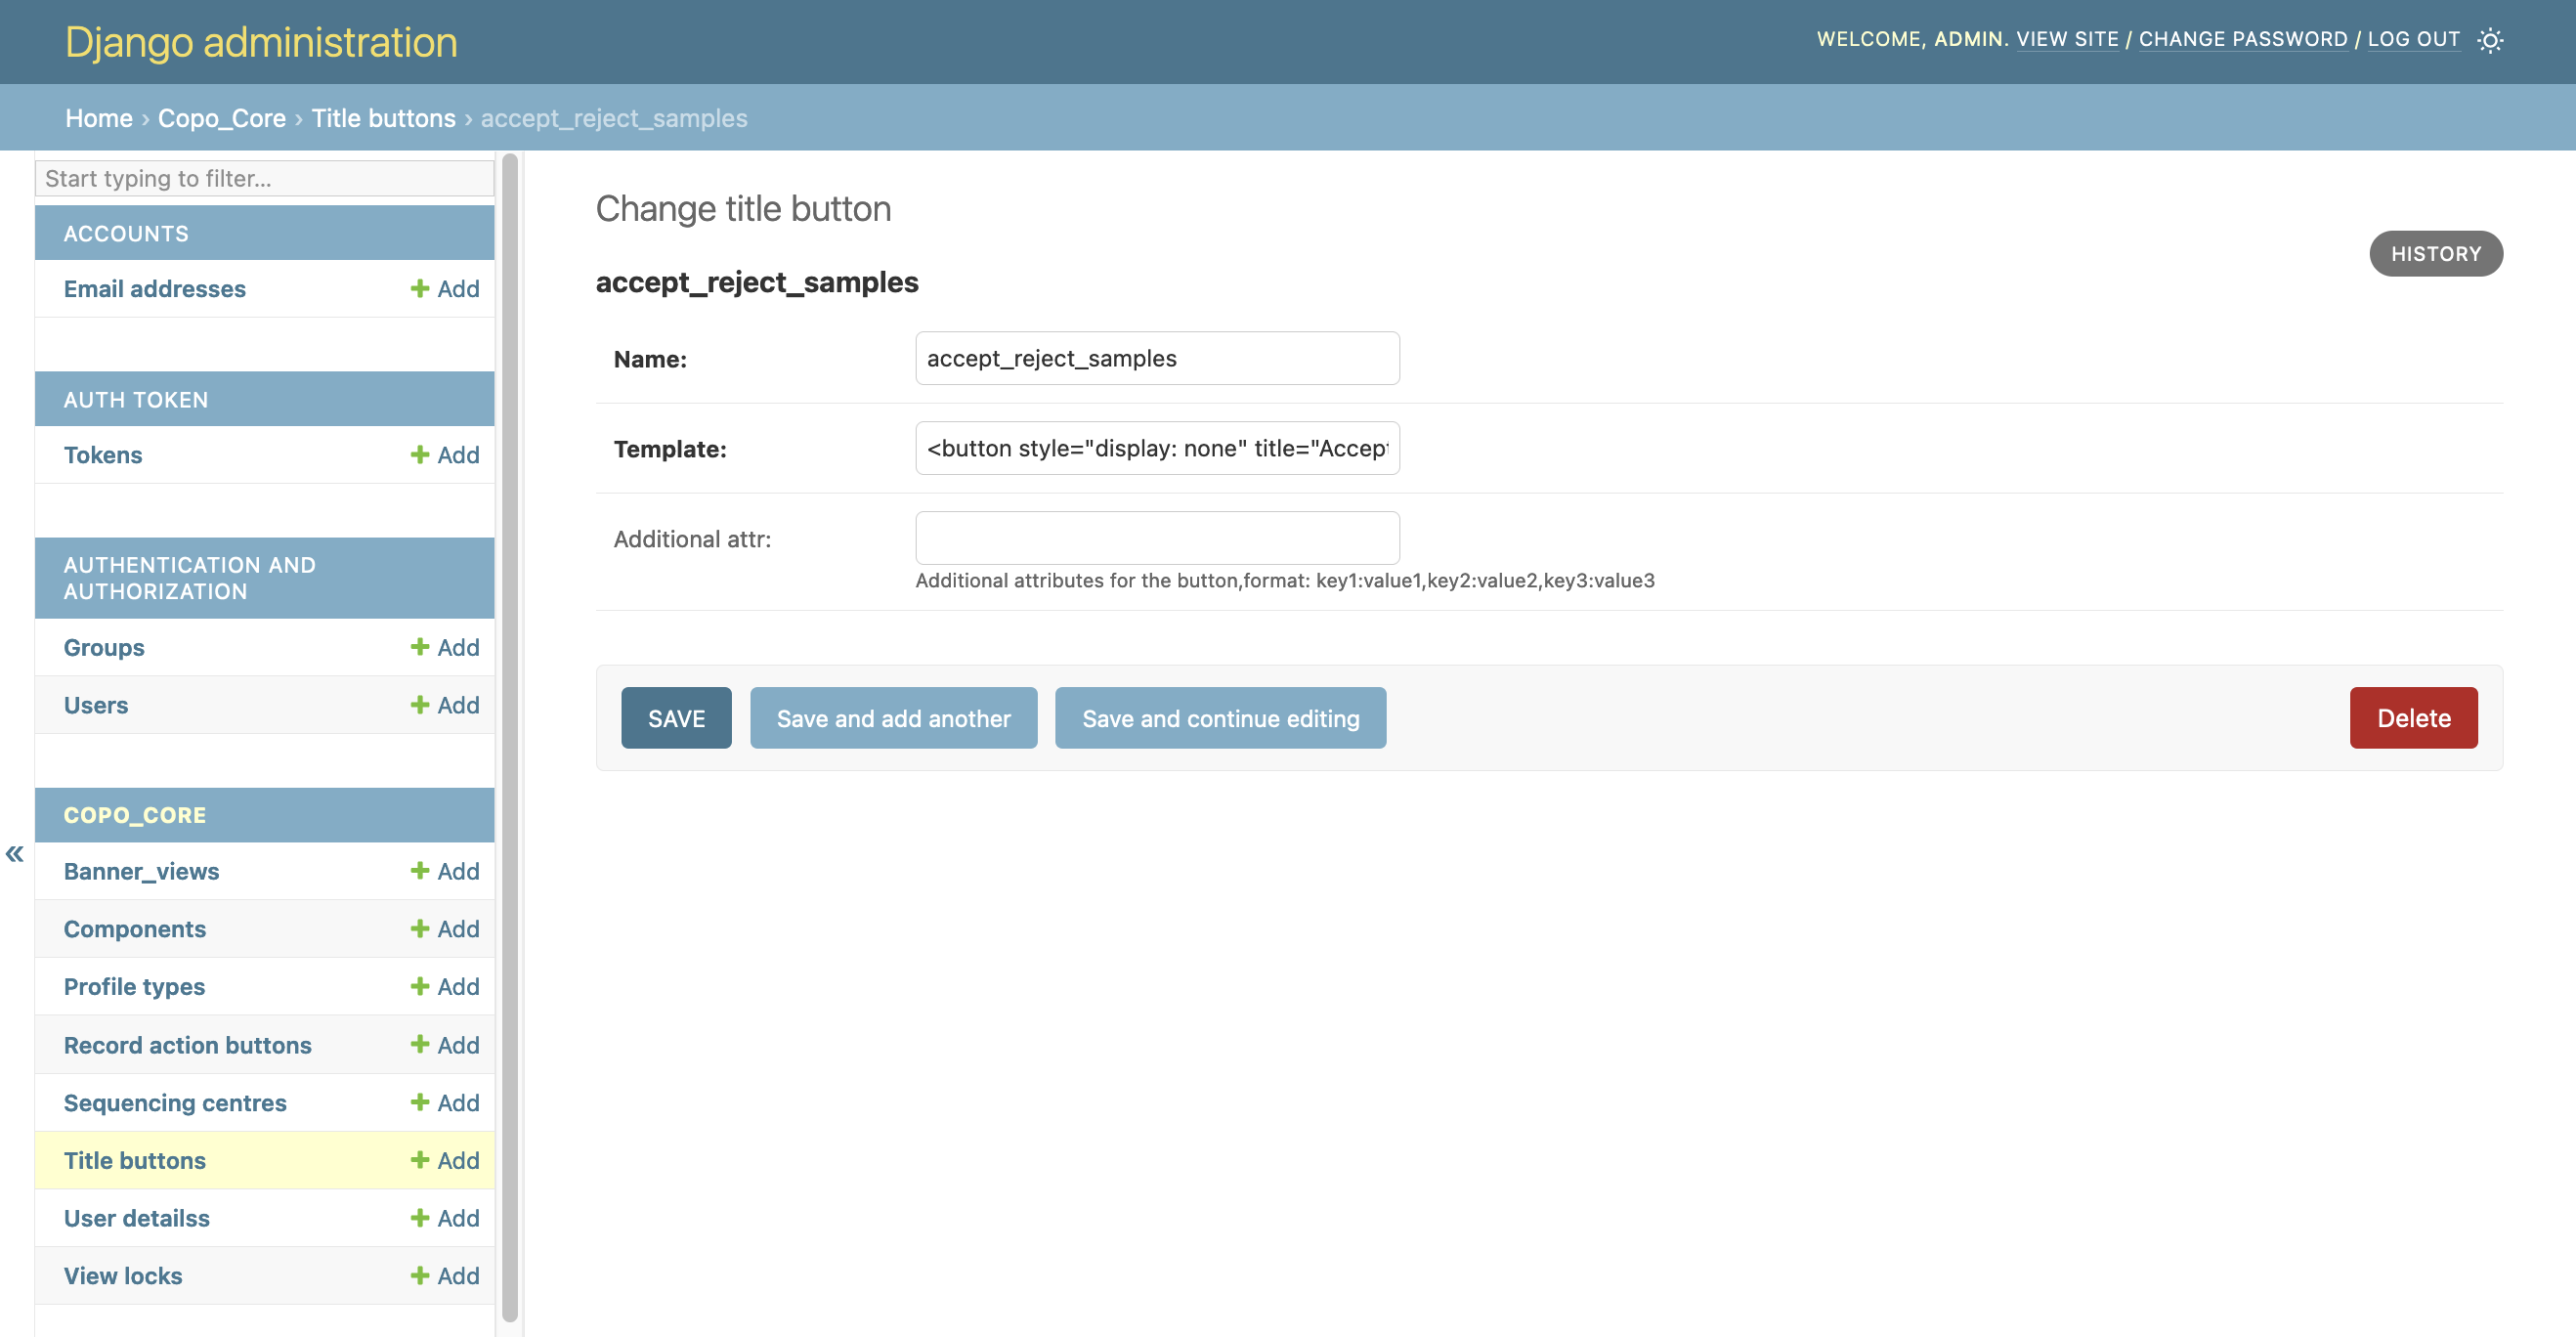 Django administration
WELCOME, ADMIN. VIEW SITE / CHANGE PASSWORD / LOG OUT
Home › Copo_Core › Title buttons › accept_reject_samples
Start typing to filter...
ACCOUNTS
Email addresses + Add
AUTH TOKEN
Tokens + Add
AUTHENTICATION AND
AUTHORIZATION
Groups + Add
Users + Add
COPO_CORE
Banner_views + Add
Components + Add
Profile types + Add
Record action buttons + Add
Sequencing centres + Add
Title buttons + Add
User detailss + Add
View locks + Add
«
Change title button
HISTORY
accept_reject_samples
Name: accept_reject_samples
Template: <button style="display: none" title="Accept
Additional attr:
Additional attributes for the button,format: key1:value1,key2:value2,key3:value3
SAVE Save and add another Save and continue editing Delete